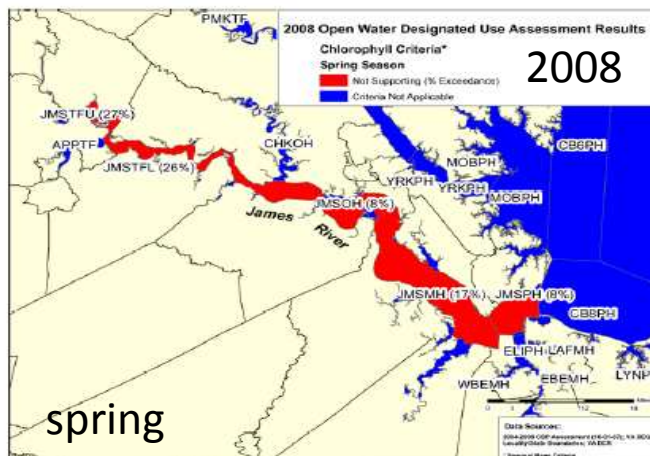 PMKTF
2008 Open Water Designated Use Assessment Results
Chlorophyll Criteria*
Spring Season
2008
Not Supporting (% Exceedance)
Criteria Not Applicable
JMSTFU (27%)
APPTF
JMSTFL (26%)
CHKOH
MOBPH
CB6PH
YRKPH
YRKPH
MOBPH
JMSOH (8%)
James River
JMSMH (17%)
JMSPH (8%)
CB8PH
ELIPH
LAFMH
WBEMH
EBEMH
LYNPH
spring
Data Sources: